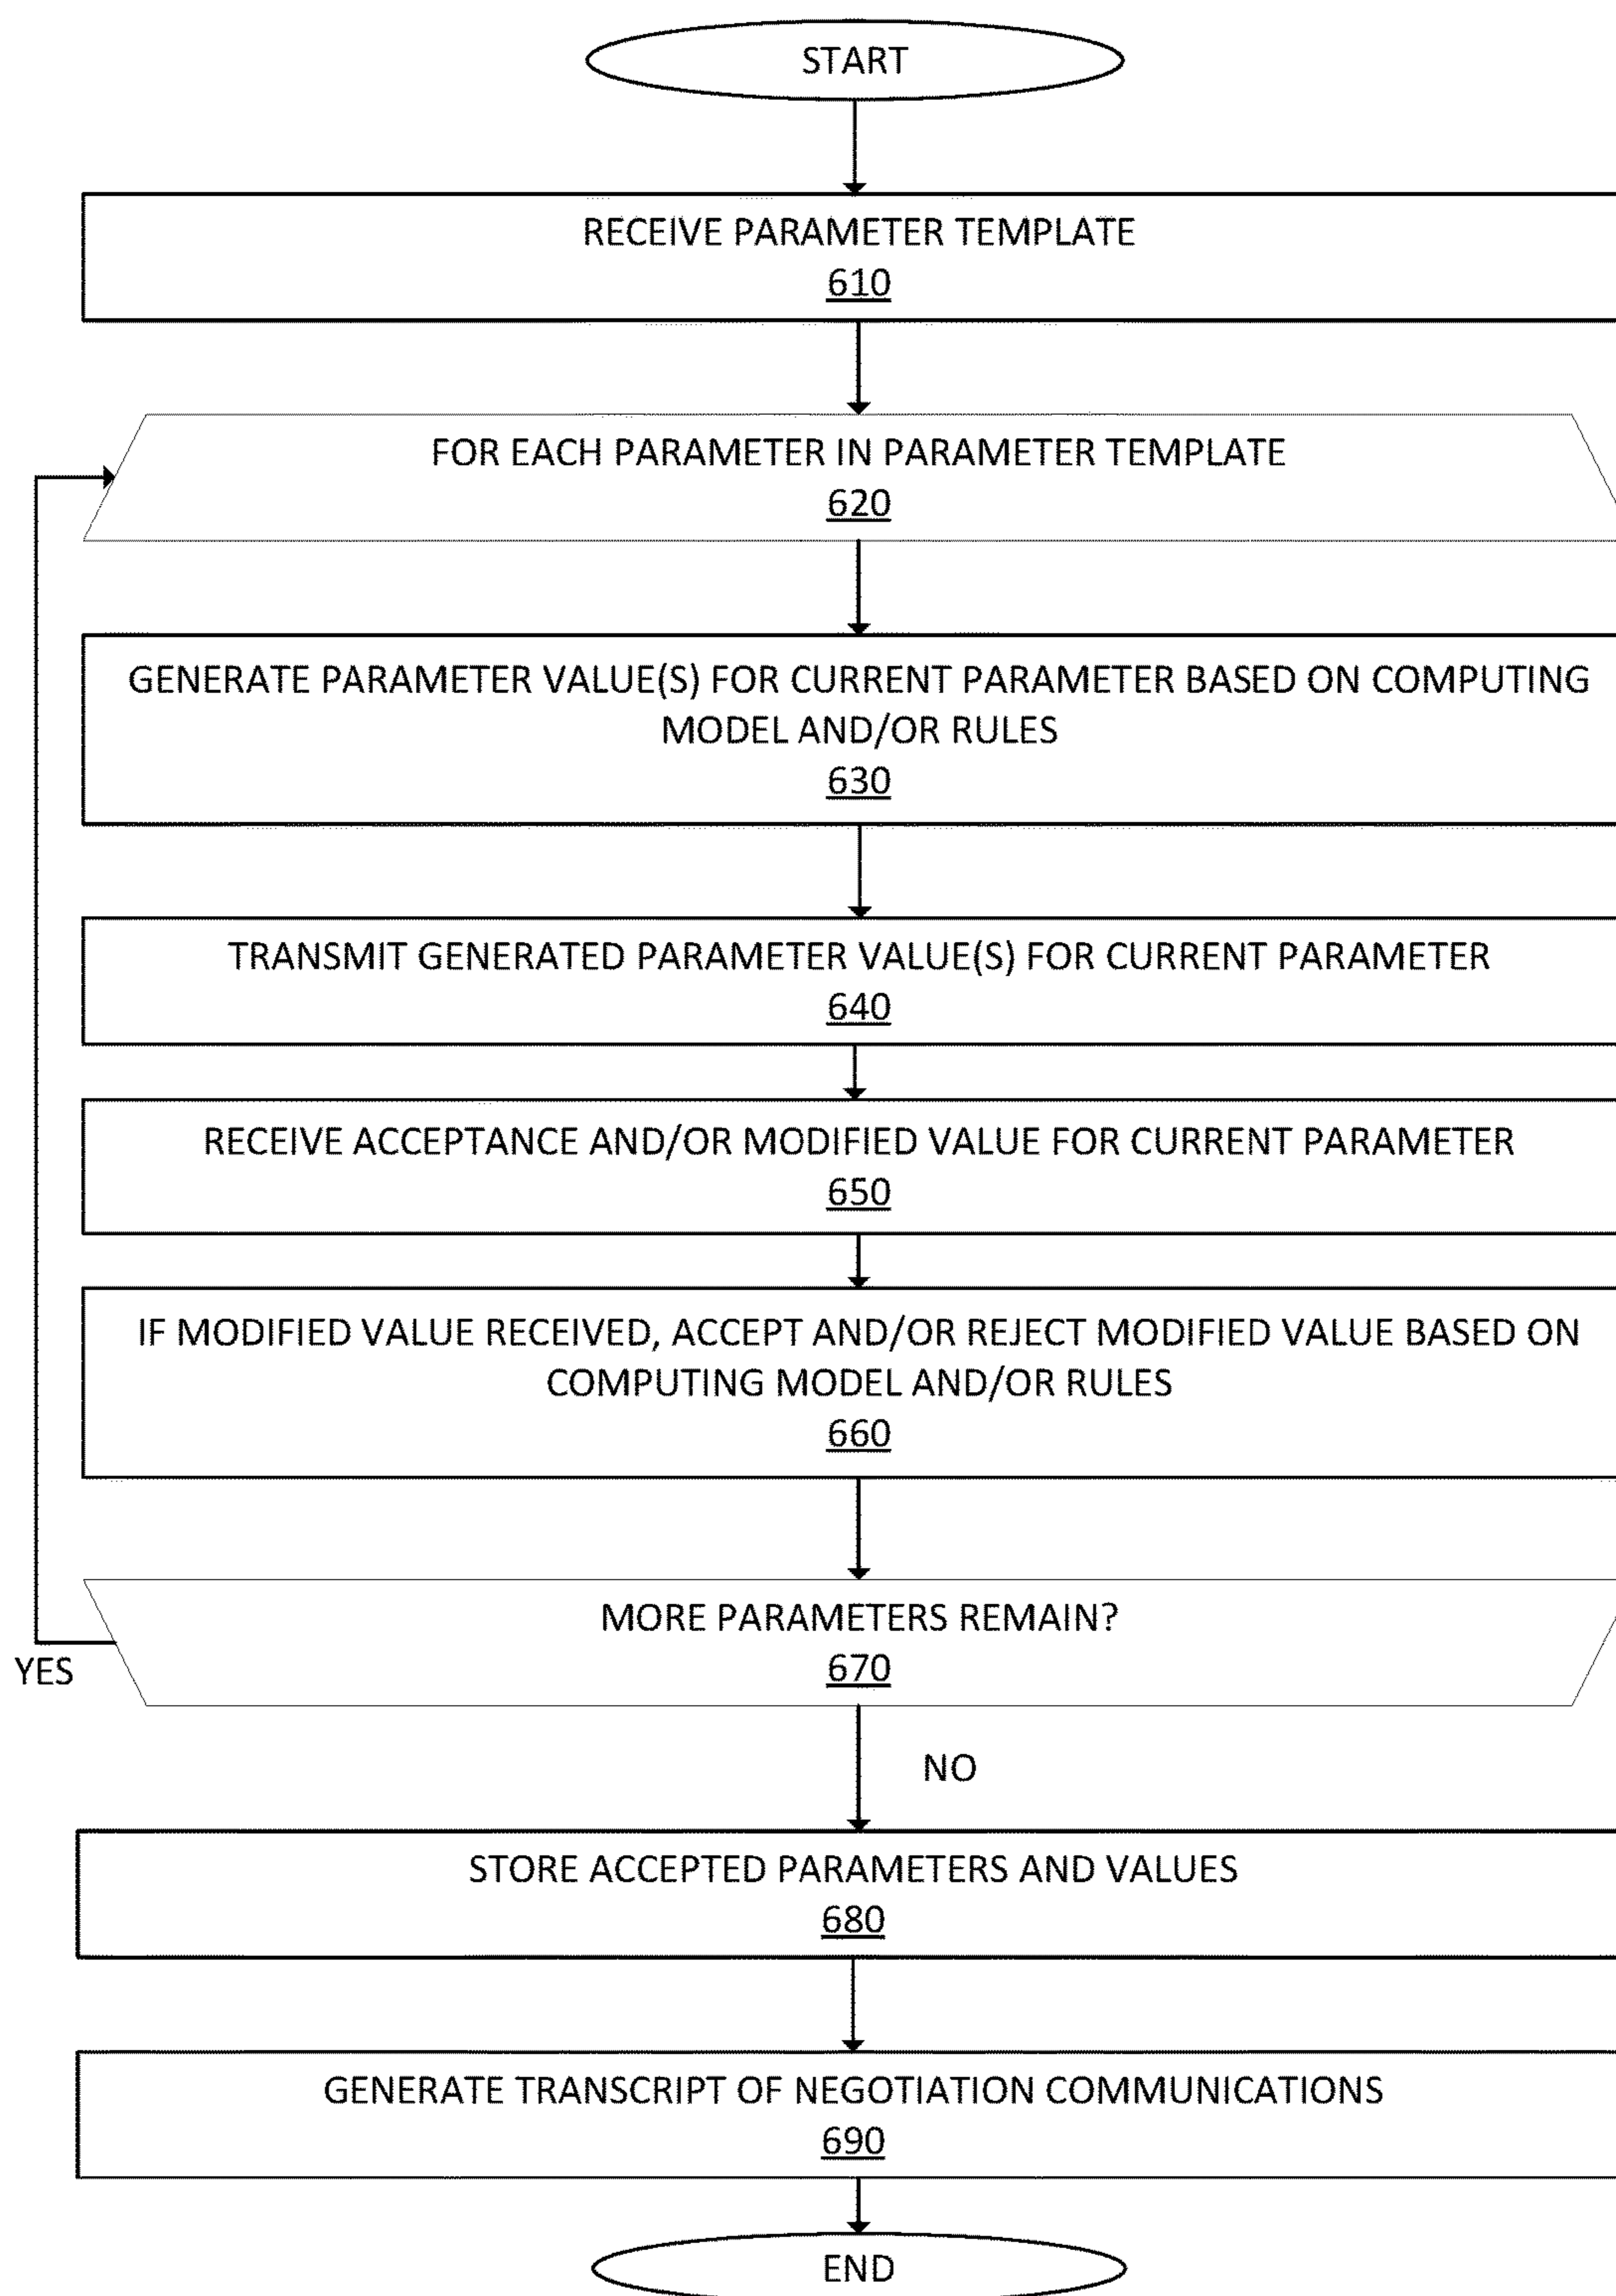 START
RECEIVE PARAMETER TEMPLATE
610
FOR EACH PARAMETER IN PARAMETER TEMPLATE
620
GENERATE PARAMETER VALUE(S) FOR CURRENT PARAMETER BASED ON COMPUTING
MODEL AND/OR RULES
630
TRANSMIT GENERATED PARAMETER VALUE(S) FOR CURRENT PARAMETER
640
RECEIVE ACCEPTANCE AND/OR MODIFIED VALUE FOR CURRENT PARAMETER
650
IF MODIFIED VALUE RECEIVED, ACCEPT AND/OR REJECT MODIFIED VALUE BASED ON
COMPUTING MODEL AND/OR RULES
660
MORE PARAMETERS REMAIN?
670
YES
NO
STORE ACCEPTED PARAMETERS AND VALUES
680
GENERATE TRANSCRIPT OF NEGOTIATION COMMUNICATIONS
690
END